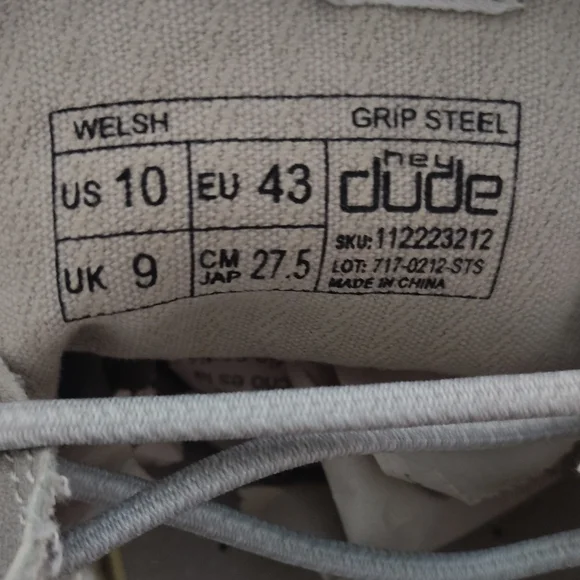 WELSH GRIP STEEL
US 10 EU 43 hey dude
SKU: 112223212
UK 9 CM JAP 27.5 LOT: 717-0212-STS
MADE IN CHINA